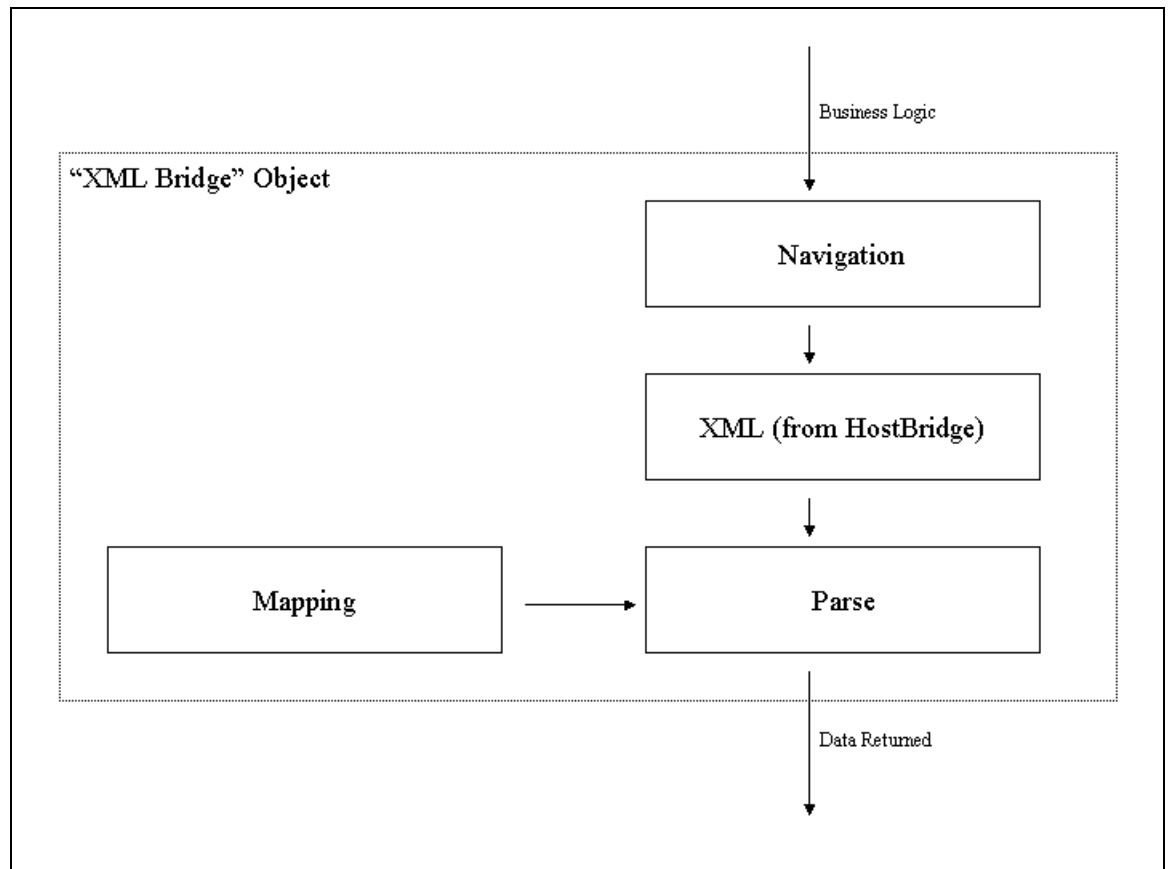 Business Logic
“XML Bridge” Object
Navigation
XML (from HostBridge)
Mapping
Parse
Data Returned